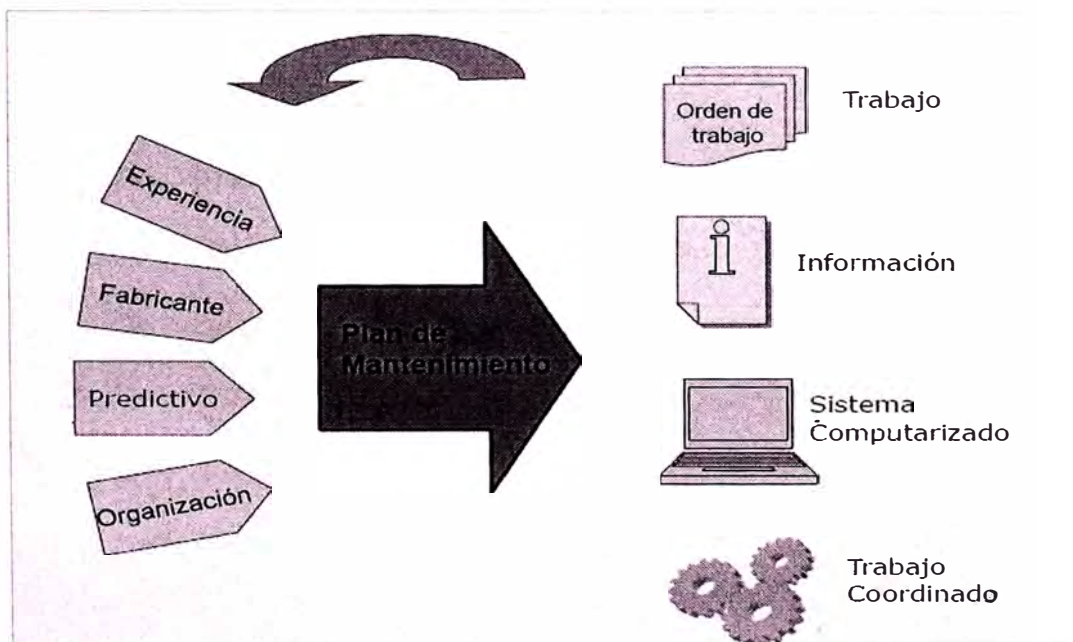 Experiencia
Fabricante
Predictivo
Organización
Plan de
Mantenimiento
Orden de
trabajo
Trabajo
Información
Sistema
Computarizado
Trabajo
Coordinado